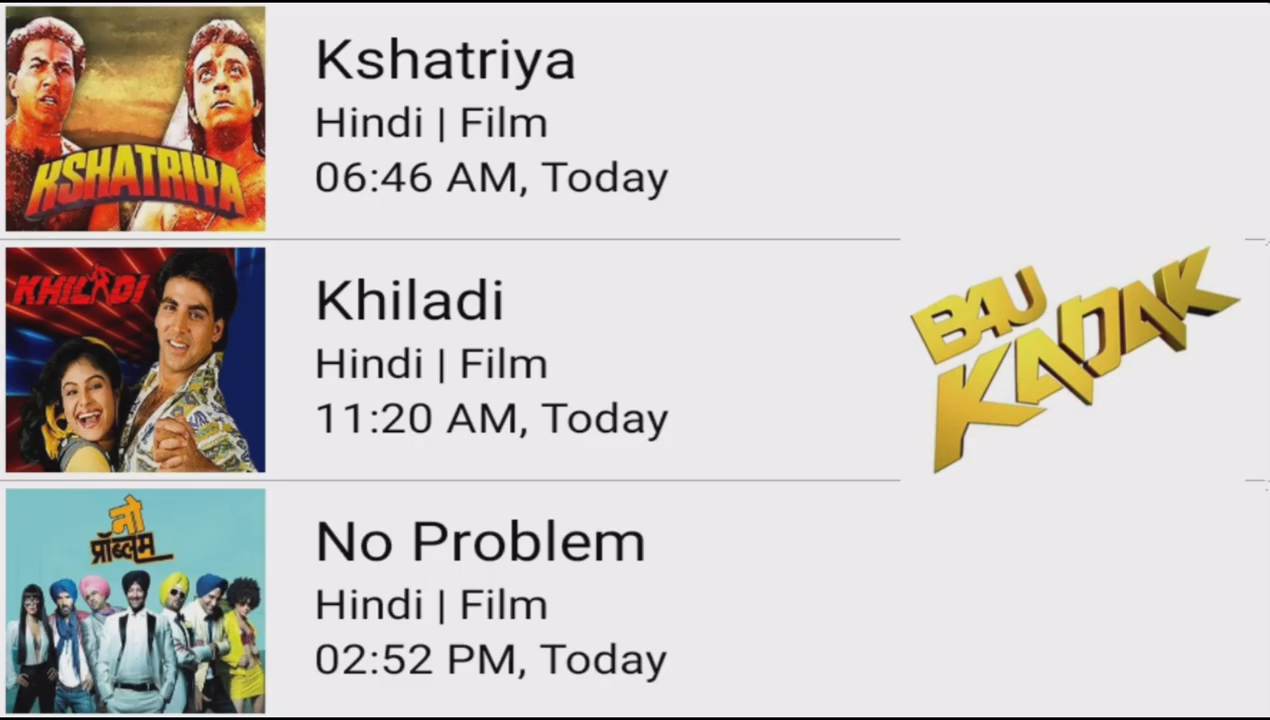 KSHATRIYA
Kshatriya
Hindi | Film
06:46 AM, Today
KHILADI
Khiladi
Hindi | Film
11:20 AM, Today
B4U
KADAK
नो
प्रॉब्लम
No Problem
Hindi | Film
02:52 PM, Today